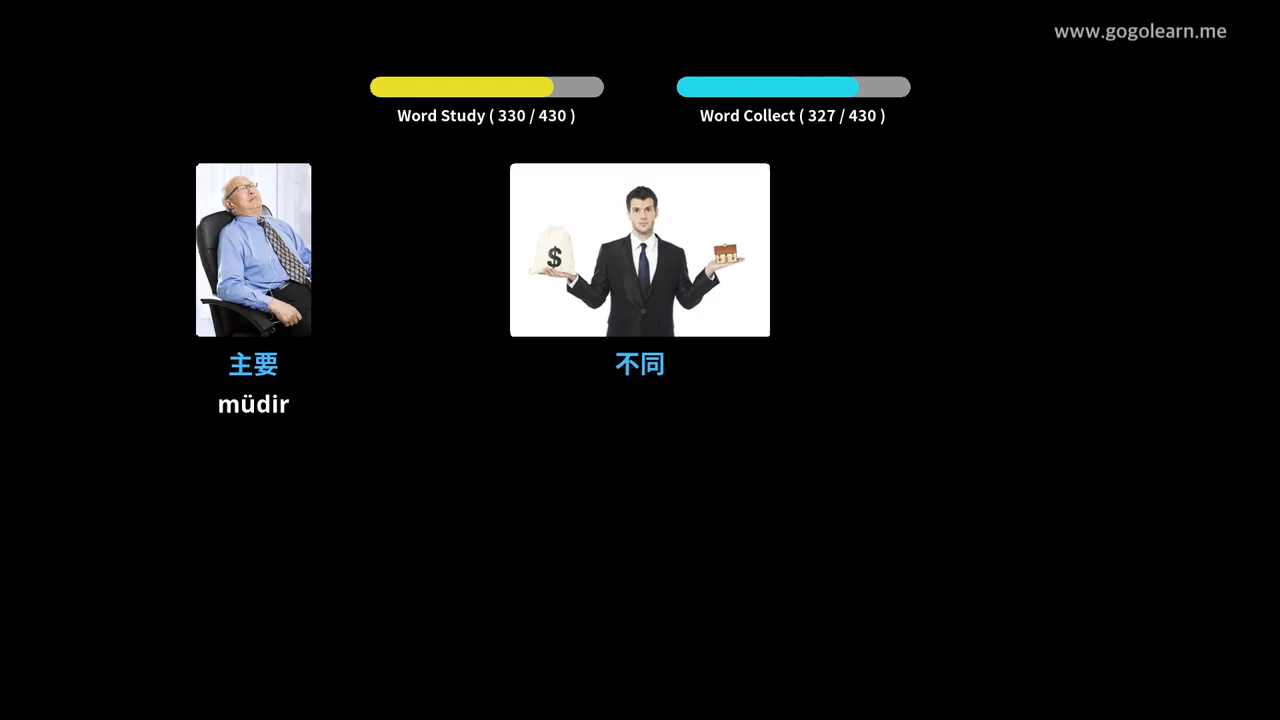 www.gogolearn.me
Word Study ( 330 / 430 )
Word Collect ( 327 / 430 )
$
主要
müdir
不同